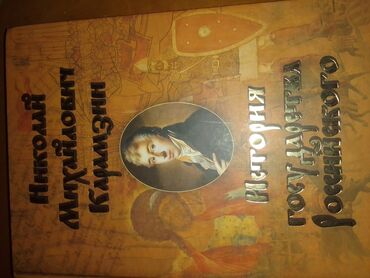 Николай
Михайлович
Карамзин
История
государства
Российского